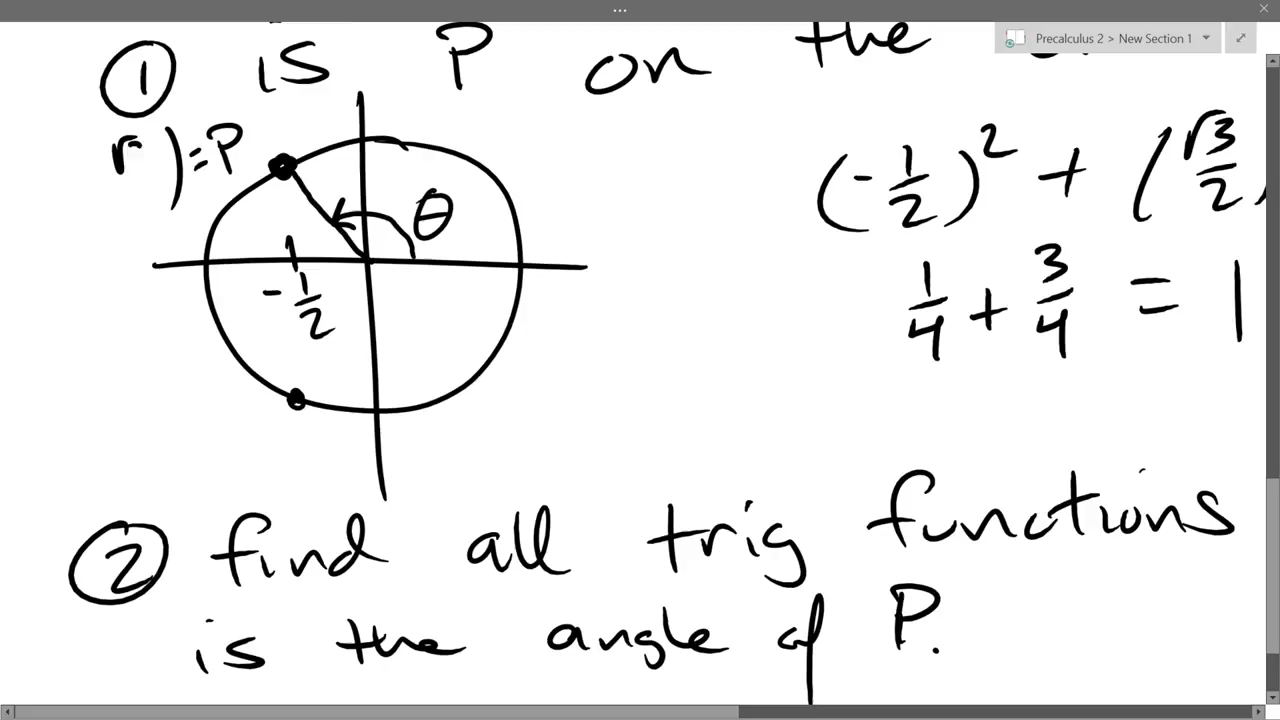 Precalculus 2 > New Section 1
① is P on the
r ) = P
θ
-1/2
(-1/2)² + (√3/2
1/4 + 3/4 = 1
② find all trig functions
is the angle of P.